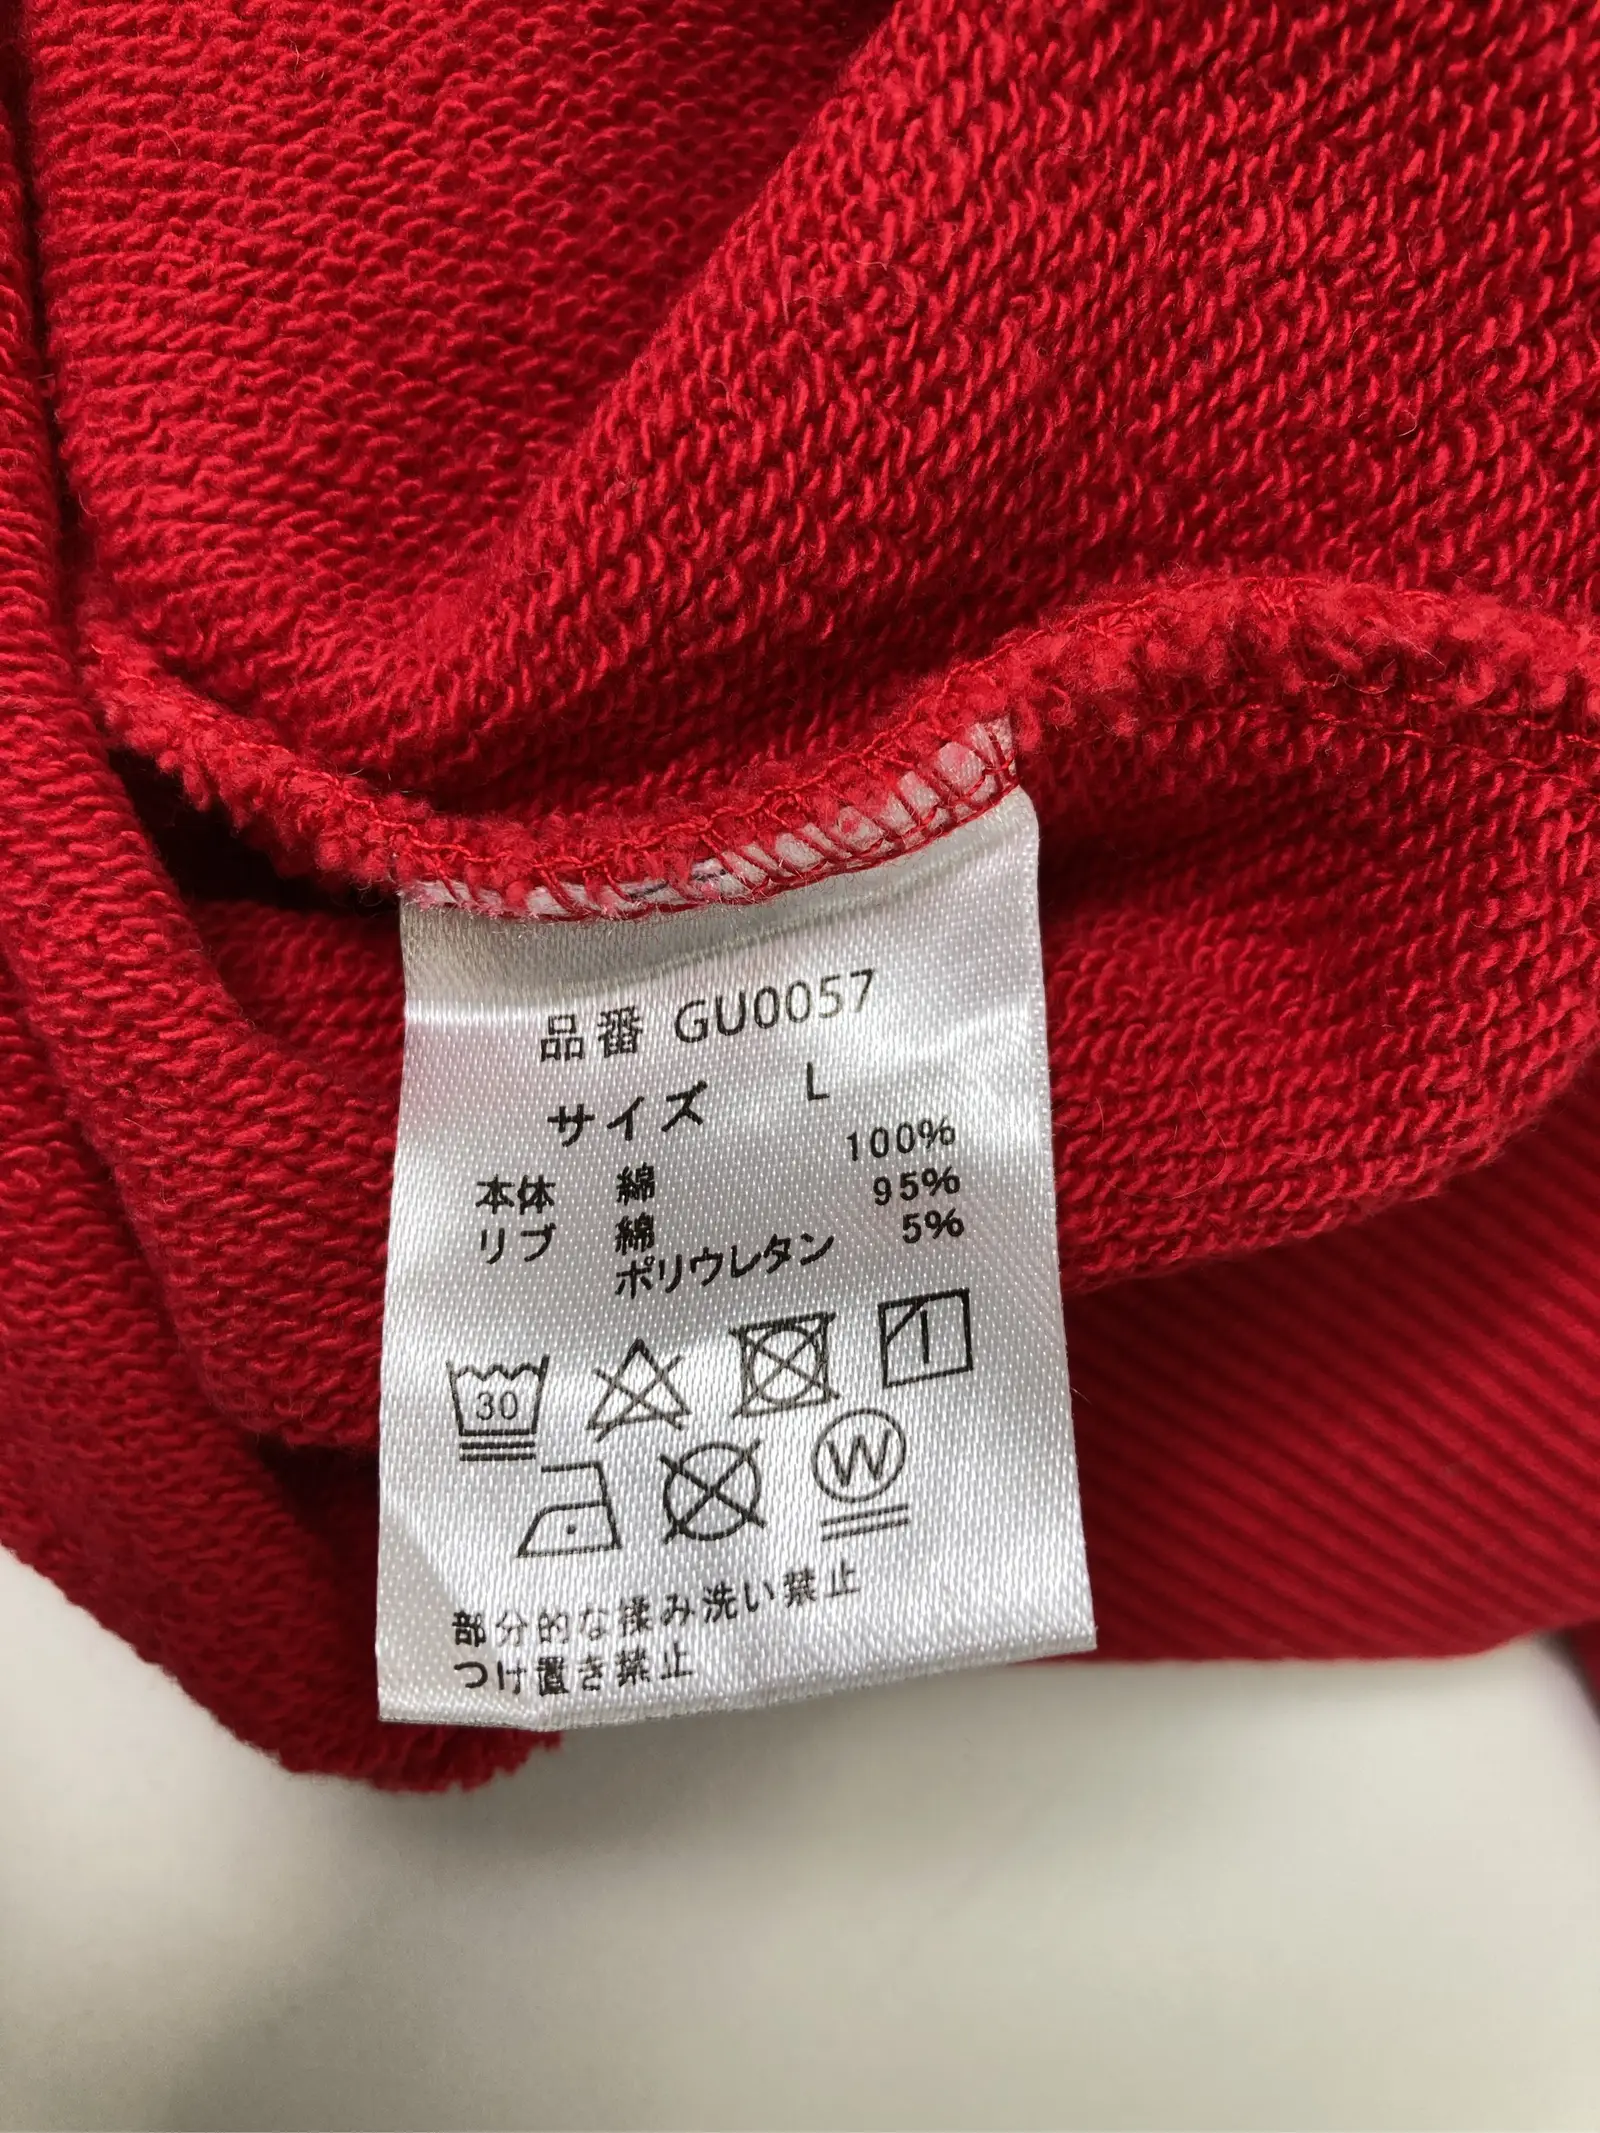 品番 GU0057
サイズ L
本体 綿 100%
リブ 綿 95%
ポリウレタン 5%
30
W
部分的な揉み洗い禁止
つけ置き禁止